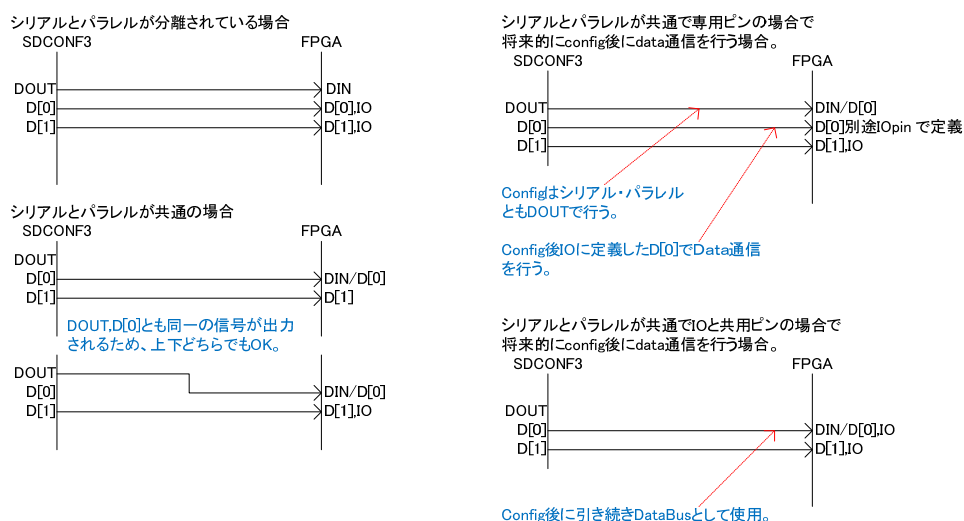 シリアルとパラレルが分離されている場合
SDCONF3 FPGA
DOUT DIN
D[0] D[0],IO
D[1] D[1],IO
シリアルとパラレルが共通の場合
SDCONF3 FPGA
DOUT
D[0] DIN/D[0]
D[1] D[1]
DOUT,D[0]とも同一の信号が出力
されるため、上下どちらでもOK。
DOUT
D[0] DIN/D[0]
D[1] D[1],IO
シリアルとパラレルが共通で専用ピンの場合で
将来的にconfig後にdata通信を行う場合。
SDCONF3 FPGA
DOUT DIN/D[0]
D[0] D[0]別途IOpin で定義
D[1] D[1],IO
Configはシリアル・パラレル
ともDOUTで行う。
Config後IOに定義したD[0]でData通信
を行う。
シリアルとパラレルが共通でIOと共用ピンの場合で
将来的にconfig後にdata通信を行う場合。
SDCONF3 FPGA
DOUT
D[0] DIN/D[0],IO
D[1] D[1],IO
Config後に引き続きDataBusとして使用。